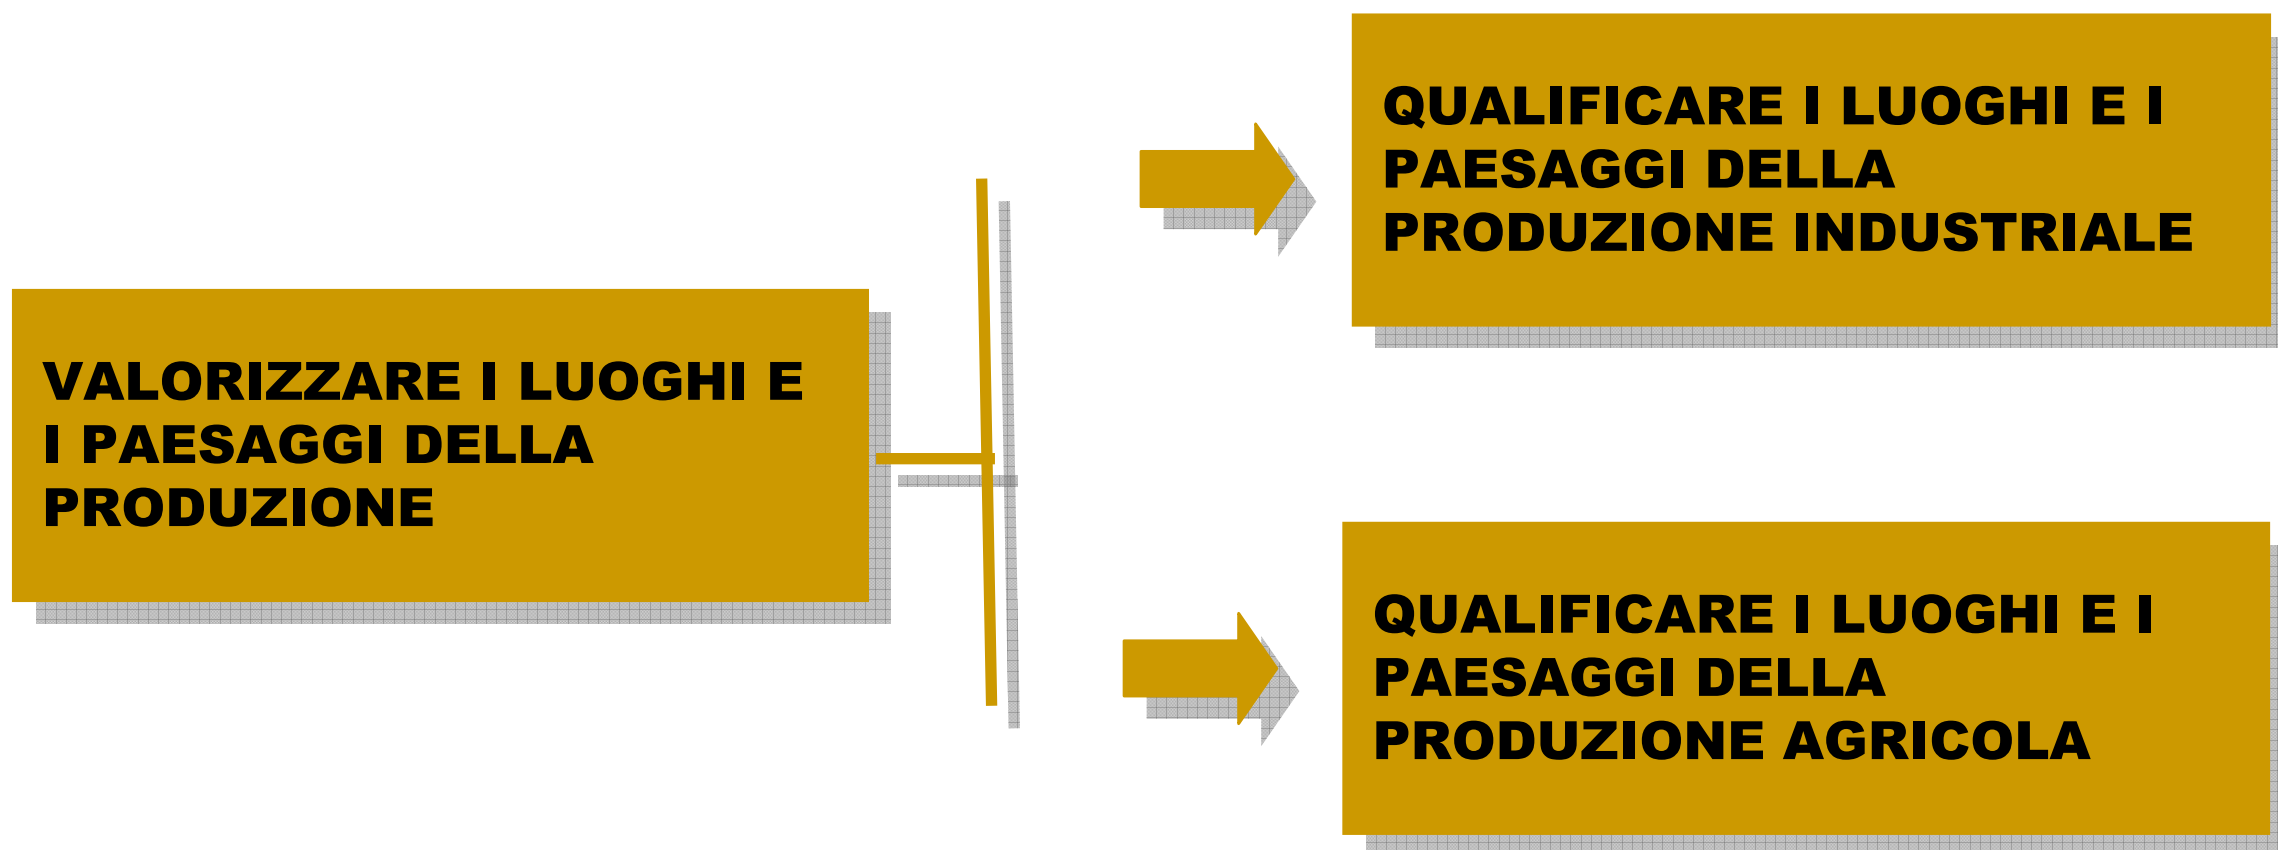 VALORIZZARE I LUOGHI E
I PAESAGGI DELLA
PRODUZIONE
QUALIFICARE I LUOGHI E I
PAESAGGI DELLA
PRODUZIONE INDUSTRIALE
QUALIFICARE I LUOGHI E I
PAESAGGI DELLA
PRODUZIONE AGRICOLA